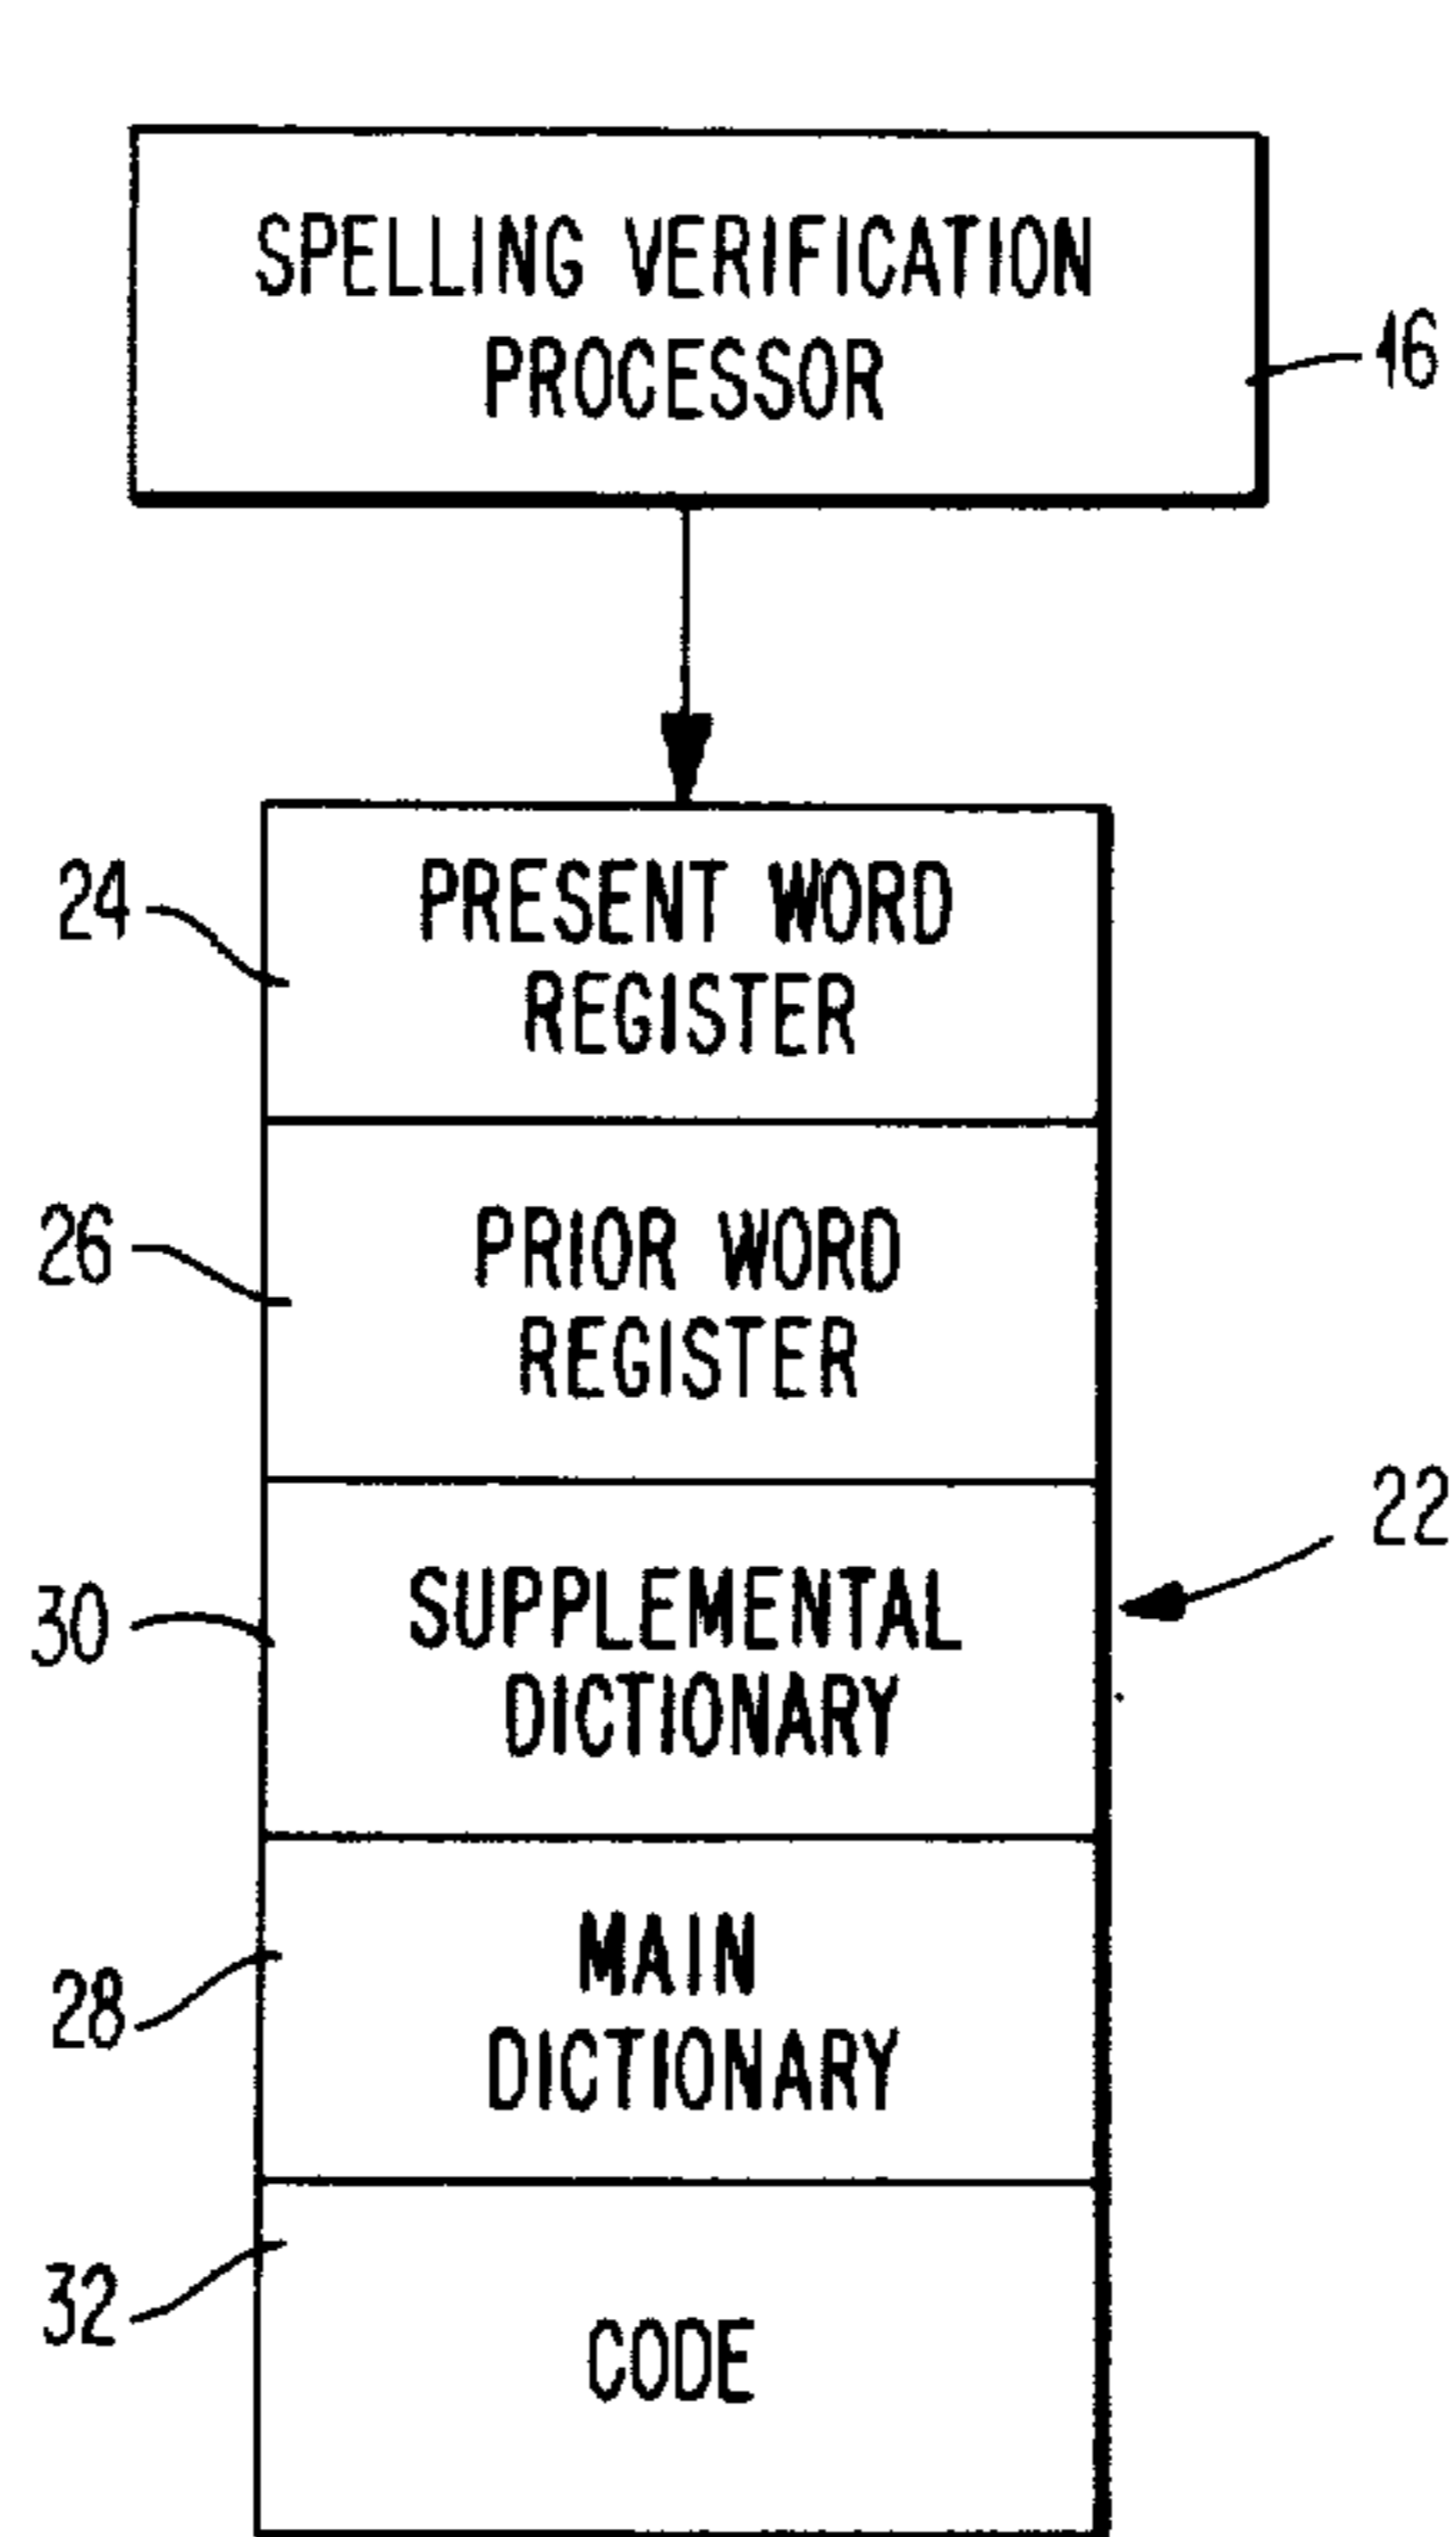 SPELLING VERIFICATION
PROCESSOR
16
24
PRESENT WORD
REGISTER
26
PRIOR WORD
REGISTER
22
30
SUPPLEMENTAL
DICTIONARY
28
MAIN
DICTIONARY
32
CODE